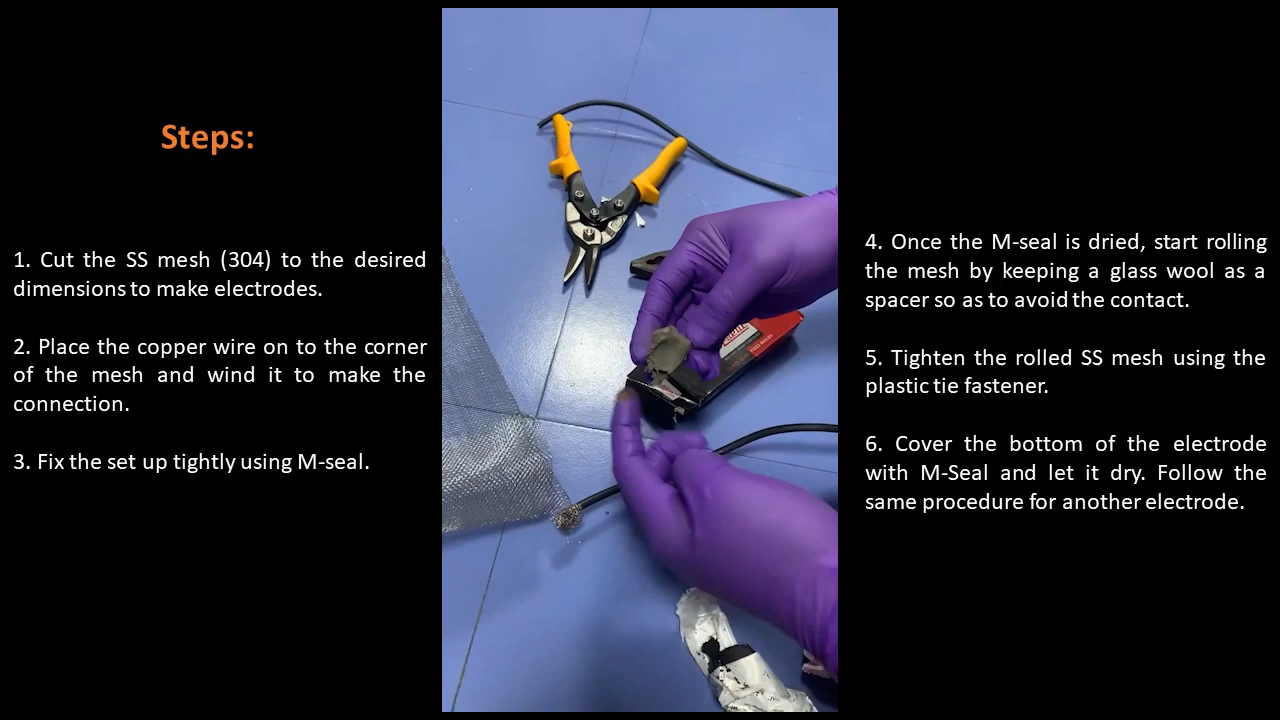 Steps:
1. Cut the SS mesh (304) to the desired
dimensions to make electrodes.
2. Place the copper wire on to the corner
of the mesh and wind it to make the
connection.
3. Fix the set up tightly using M-seal.
4. Once the M-seal is dried, start rolling
the mesh by keeping a glass wool as a
spacer so as to avoid the contact.
5. Tighten the rolled SS mesh using the
plastic tie fastener.
6. Cover the bottom of the electrode
with M-Seal and let it dry. Follow the
same procedure for another electrode.